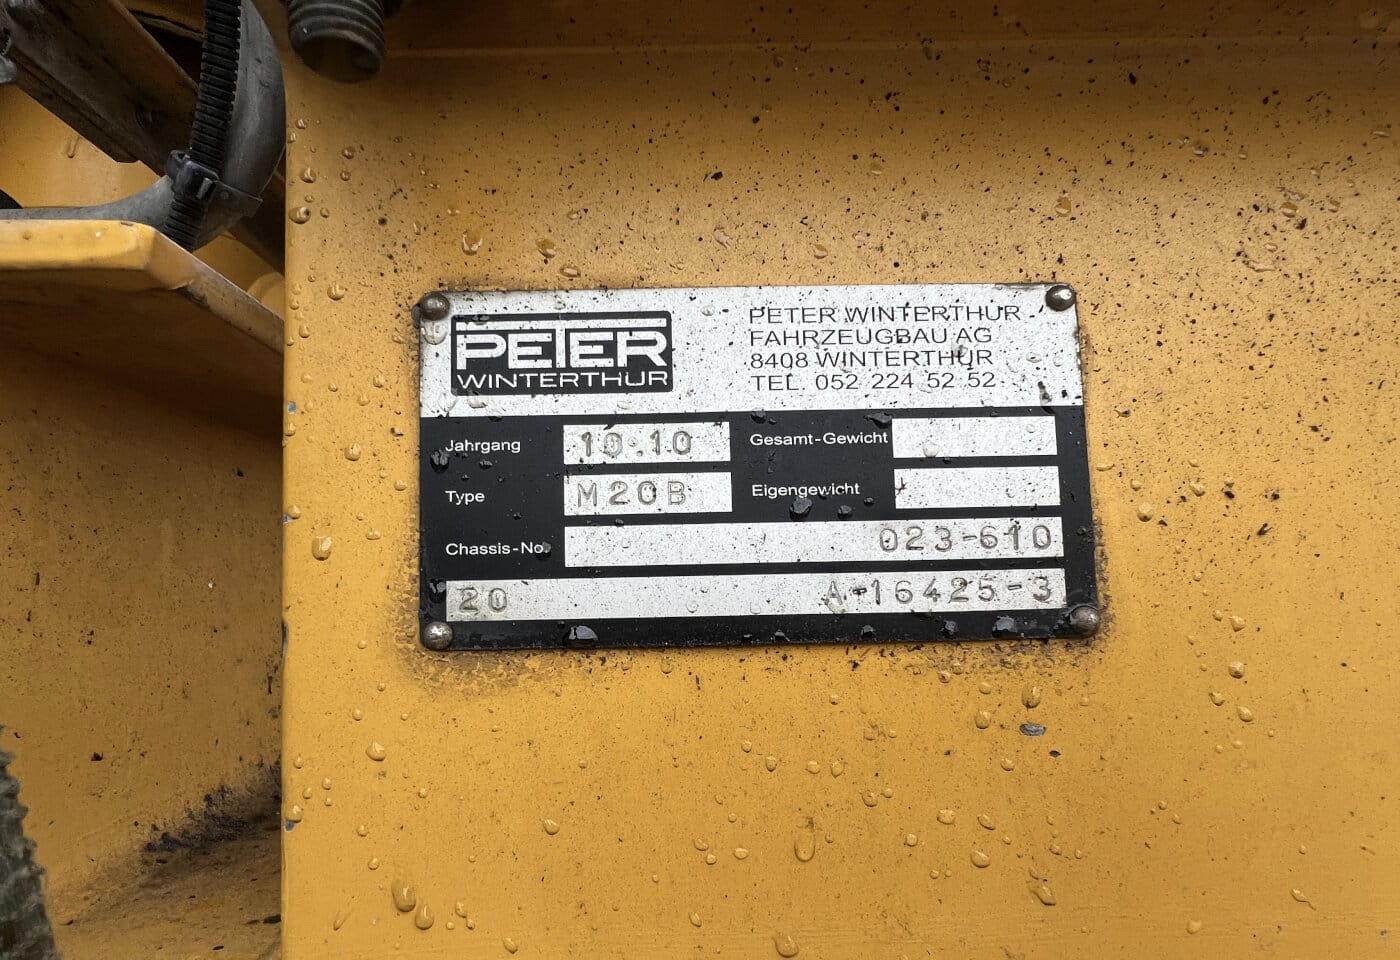 PETER
WINTERTHUR
PETER WINTERTHUR
FAHRZEUGBAU AG
8408 WINTERTHUR
TEL. 052 224 52 52
Jahrgang 10.10 Gesamt-Gewicht
Type M20B Eigengewicht
Chassis-No. 023-610
20 A-16425-3